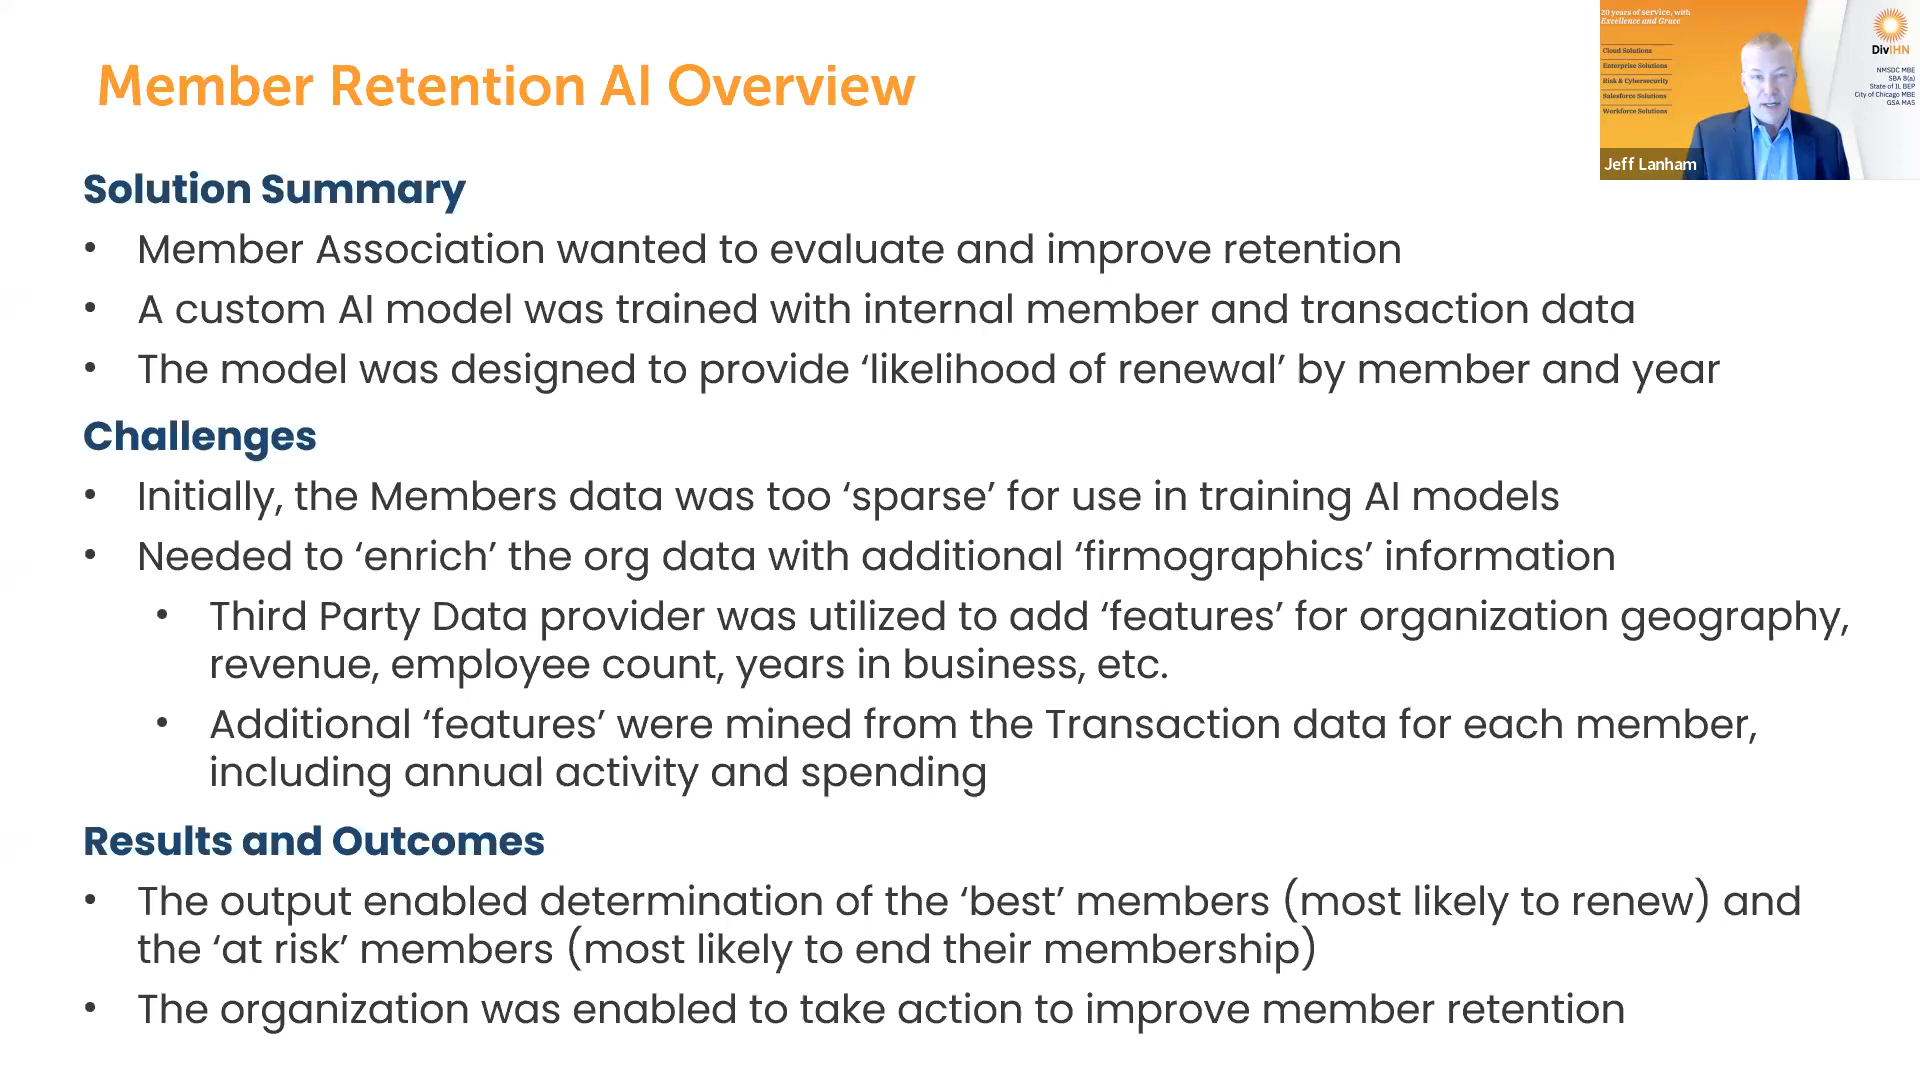 Member Retention AI Overview
Solution Summary
• Member Association wanted to evaluate and improve retention
• A custom AI model was trained with internal member and transaction data
• The model was designed to provide ‘likelihood of renewal’ by member and year
Challenges
• Initially, the Members data was too ‘sparse’ for use in training AI models
• Needed to ‘enrich’ the org data with additional ‘firmographics’ information
• Third Party Data provider was utilized to add ‘features’ for organization geography,
revenue, employee count, years in business, etc.
• Additional ‘features’ were mined from the Transaction data for each member,
including annual activity and spending
Results and Outcomes
• The output enabled determination of the ‘best’ members (most likely to renew) and
the ‘at risk’ members (most likely to end their membership)
• The organization was enabled to take action to improve member retention
20 years of service, with
Excellence and Grace
Cloud Solutions
Enterprise Solutions
Risk & Cybersecurity
Salesforce Solutions
Workforce Solutions
DivIHN
NMSDC MBE
SBA 8(a)
State of IL BEP
City of Chicago MBE
GSA MAS
Jeff Lanham